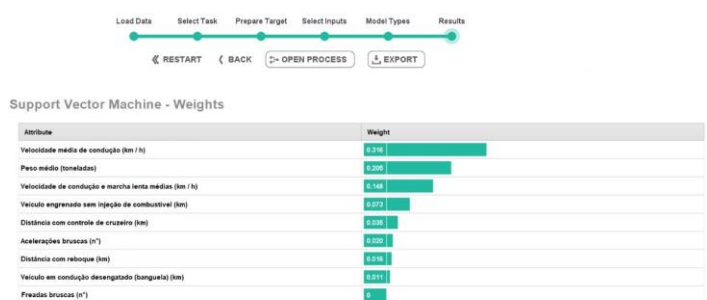 Load Data Select Task Prepare Target Select Inputs Model Types Results
RESTART BACK OPEN PROCESS EXPORT
Support Vector Machine - Weights
Attribute Weight
Velocidade média de condução (km / h) 0.316
Peso médio (toneladas) 0.205
Velocidade de condução e marcha lenta médias (km / h) 0.148
Veículo engrenado sem injeção de combustível (km) 0.073
Distância com controle de cruzeiro (km) 0.035
Acelerações bruscas (n°) 0.020
Distância com reboque (km) 0.016
Veículo em condução desengatado (banguela) (km) 0.011
Freadas bruscas (n°) 0